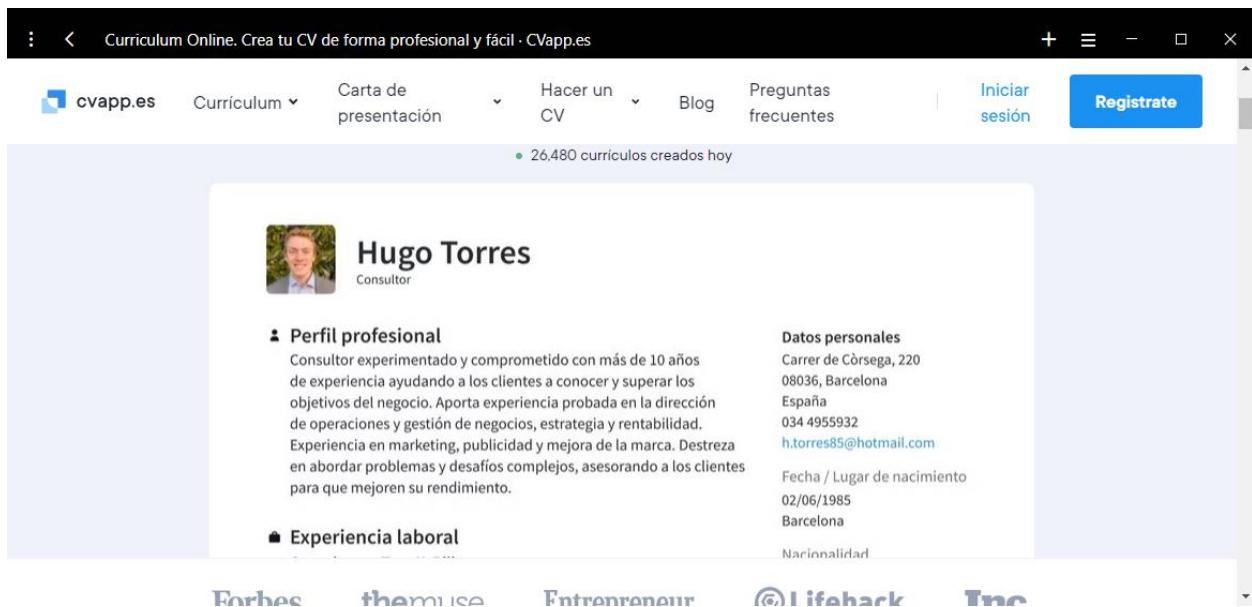 Curriculum Online. Crea tu CV de forma profesional y fácil · CVapp.es
cvapp.es
Currículum
Carta de
presentación
Hacer un
CV
Blog
Preguntas
frecuentes
Iniciar
sesión
Registrate
26,480 currículos creados hoy
Hugo Torres
Consultor
Perfil profesional
Consultor experimentado y comprometido con más de 10 años
de experiencia ayudando a los clientes a conocer y superar los
objetivos del negocio. Aporta experiencia probada en la dirección
de operaciones y gestión de negocios, estrategia y rentabilidad.
Experiencia en marketing, publicidad y mejora de la marca. Destreza
en abordar problemas y desafíos complejos, asesorando a los clientes
para que mejoren su rendimiento.
Experiencia laboral
Datos personales
Carrer de Còrsega, 220
08036, Barcelona
España
034 4955932
h.torres85@hotmail.com
Fecha / Lugar de nacimiento
02/06/1985
Barcelona
Nacionalidad
Forbes
themuse
Entrepreneur
Lifehack
Inc